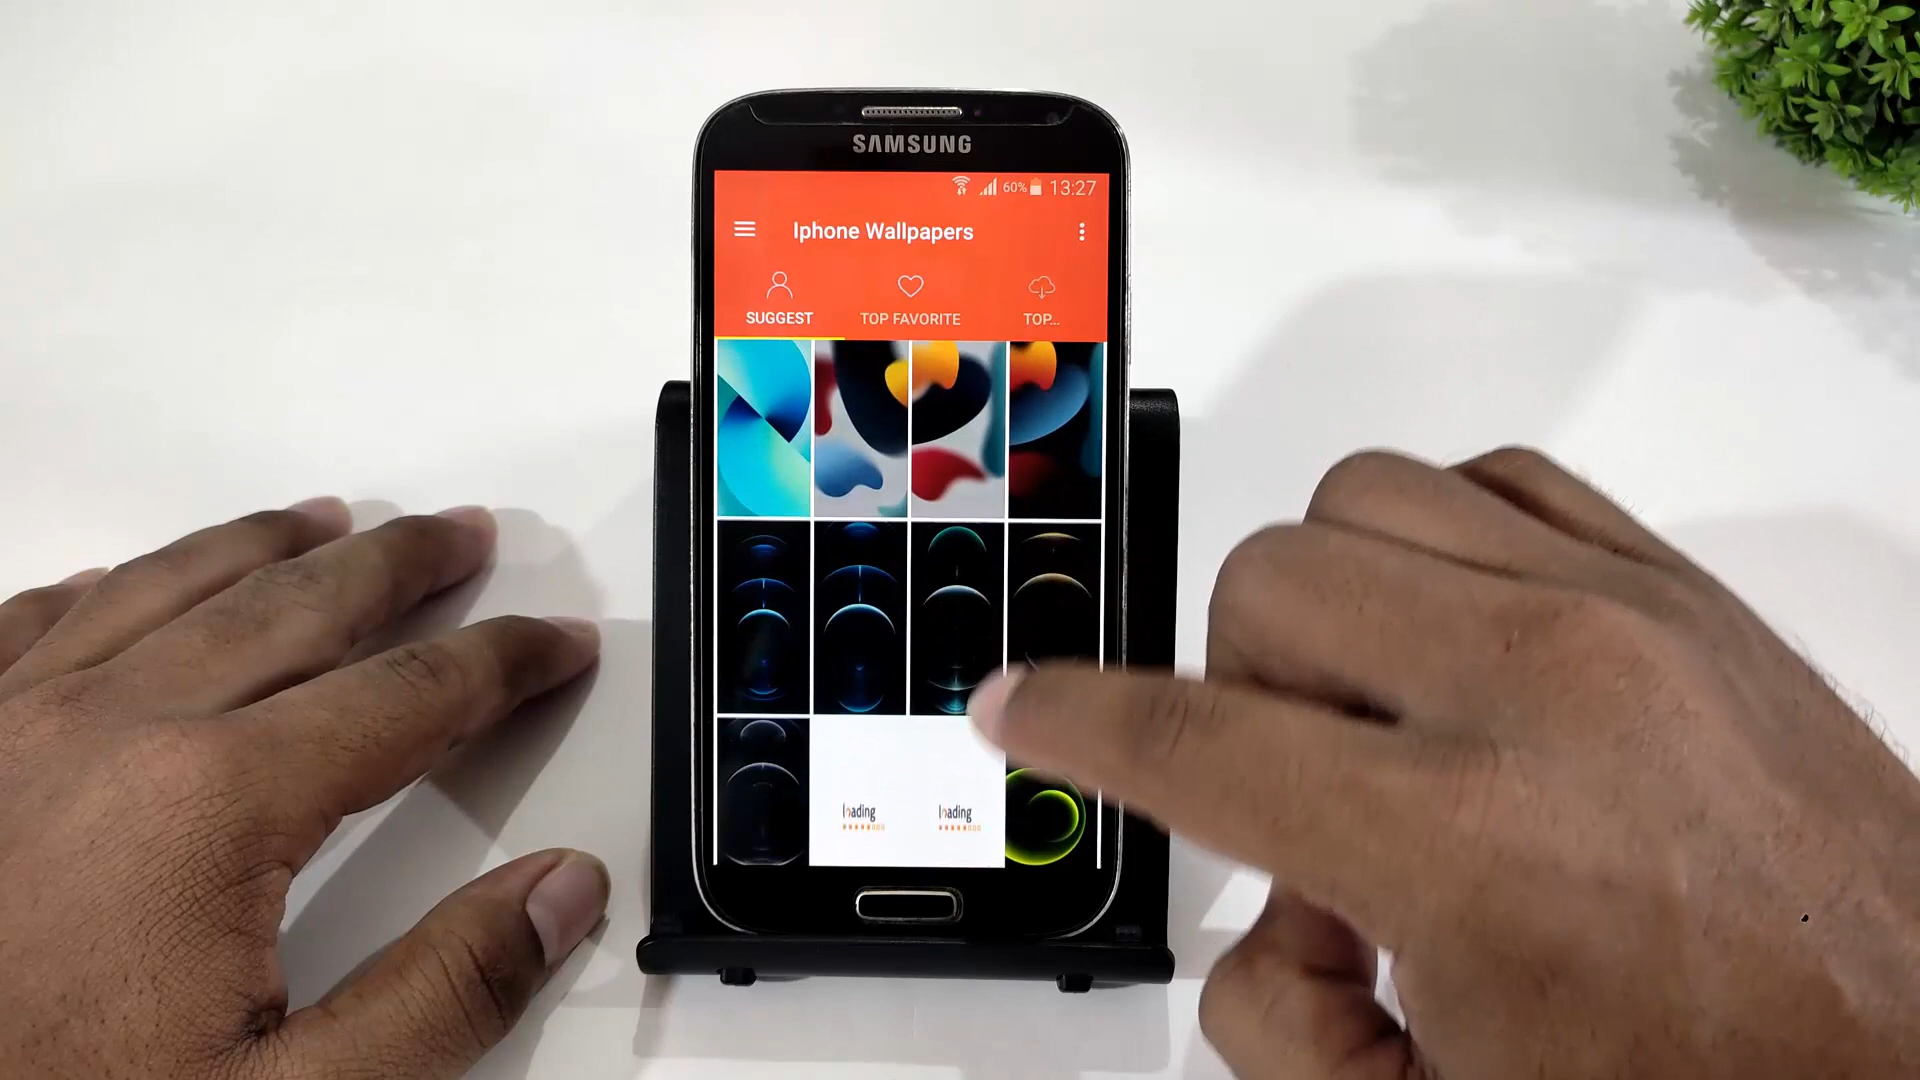 SAMSUNG
60% 13:27
Iphone Wallpapers
SUGGEST TOP FAVORITE TOP...
loading loading